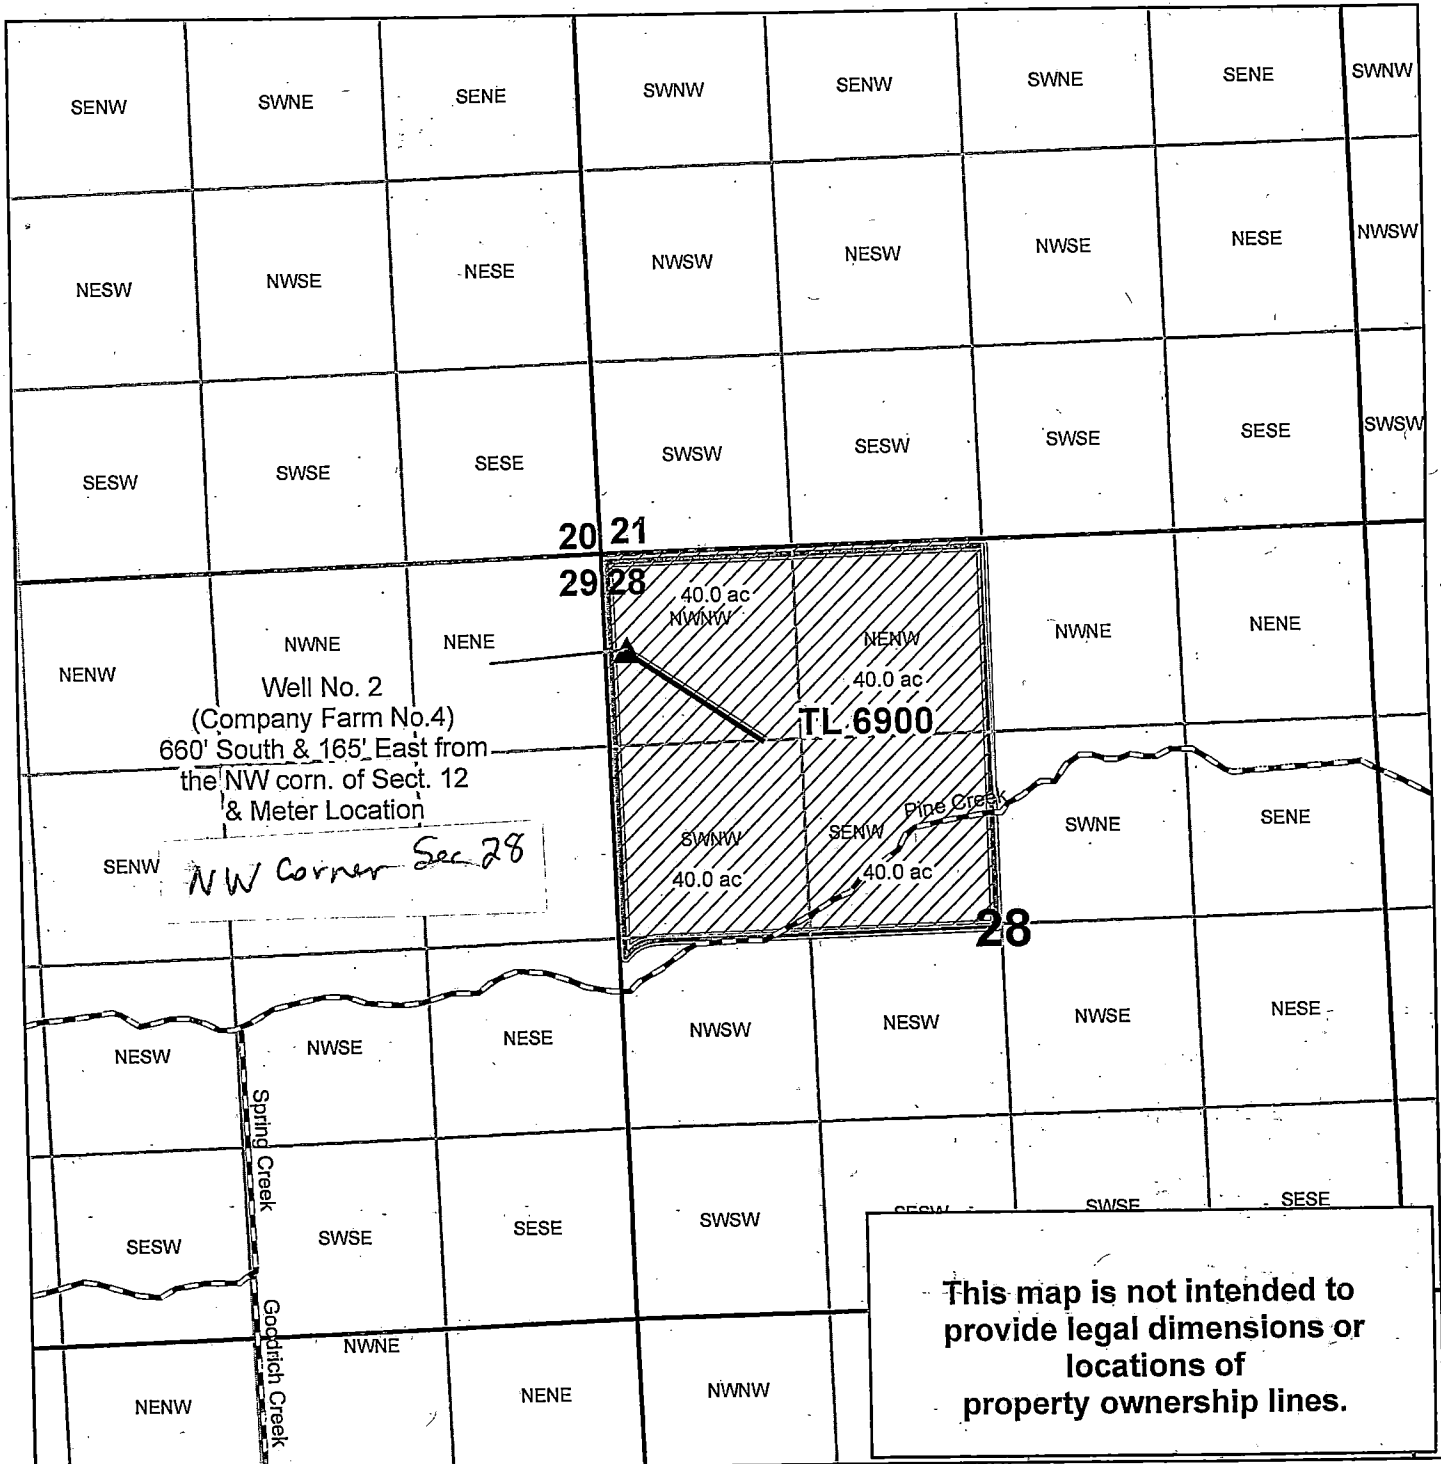 SENW SWNE SENE SWNW SENW SWNE SENE SWNW
NESW NWSE NESE NWSW NESW NWSE NESE NWSW
SESW SWSE SESE SWSW SESW SWSE SESE SWSW
20 21
29 28
40.0 ac
NWNW
NENW NWNE NENE NENW NWNE NENE
40.0 ac
Well No. 2
(Company Farm No.4)
660' South & 165' East from
the NW corn. of Sect. 12
& Meter Location
TL 6900
Pine Creek
SENW SWNW SENW SWNE SENE
NW Corner Sec 28
40.0 ac 40.0 ac
28
NESW NWSE NESE NWSW NESW NWSE NESE
Spring Creek
SESW SWSE SESE SWSW SESW SWSE SESE
Goodrich Creek
NENW NWNE NENE NWNW
This map is not intended to
provide legal dimensions or
locations of
property ownership lines.